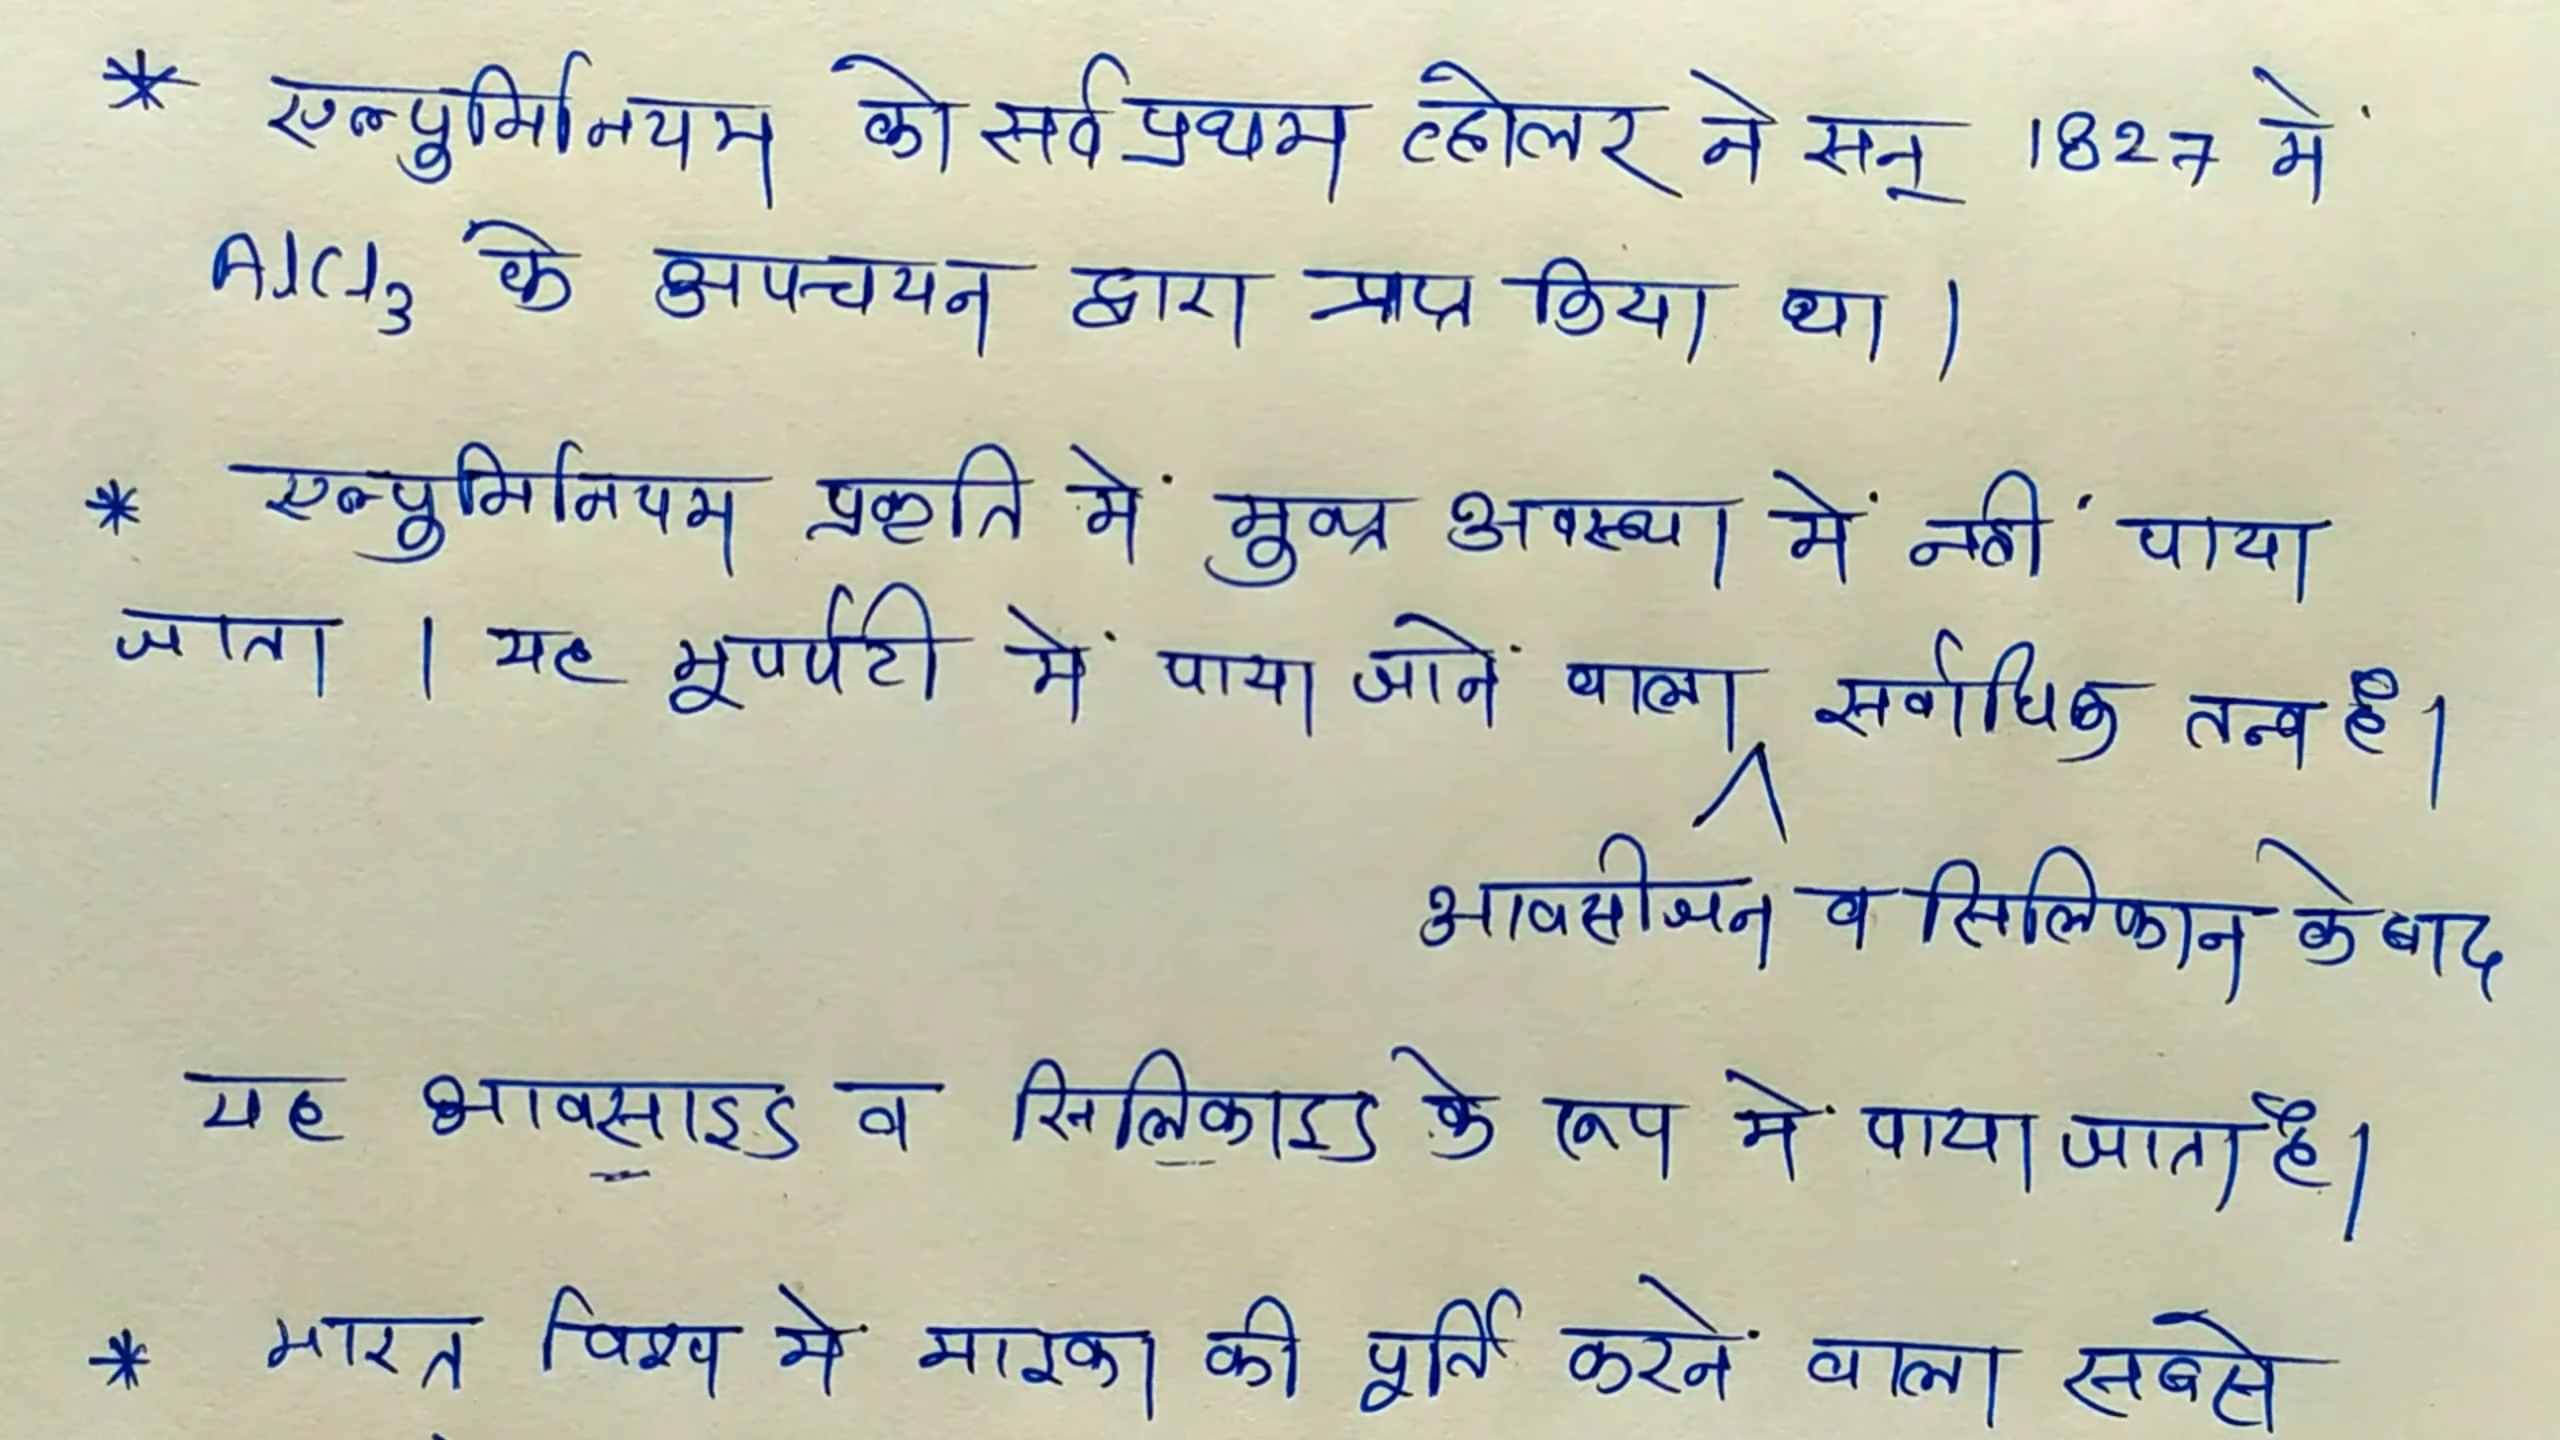 * एल्युमिनियम को सर्वप्रथम व्होलर ने सन् 1827 में
AlCl₃ के अपचयन द्वारा प्राप्त किया था ।
* एल्युमिनियम प्रकृति में मुक्त अवस्था में नहीं पाया
जाता । यह भूपर्पटी में पाया जानें वाला ^ सर्वाधिक तत्व है।
आक्सीजन व सिलिकान के बाद
यह आक्साइड व सिलिकाइड के रूप में पाया जाता है।
* भारत विश्व में माइका की पूर्ति करनें वाला सबसे